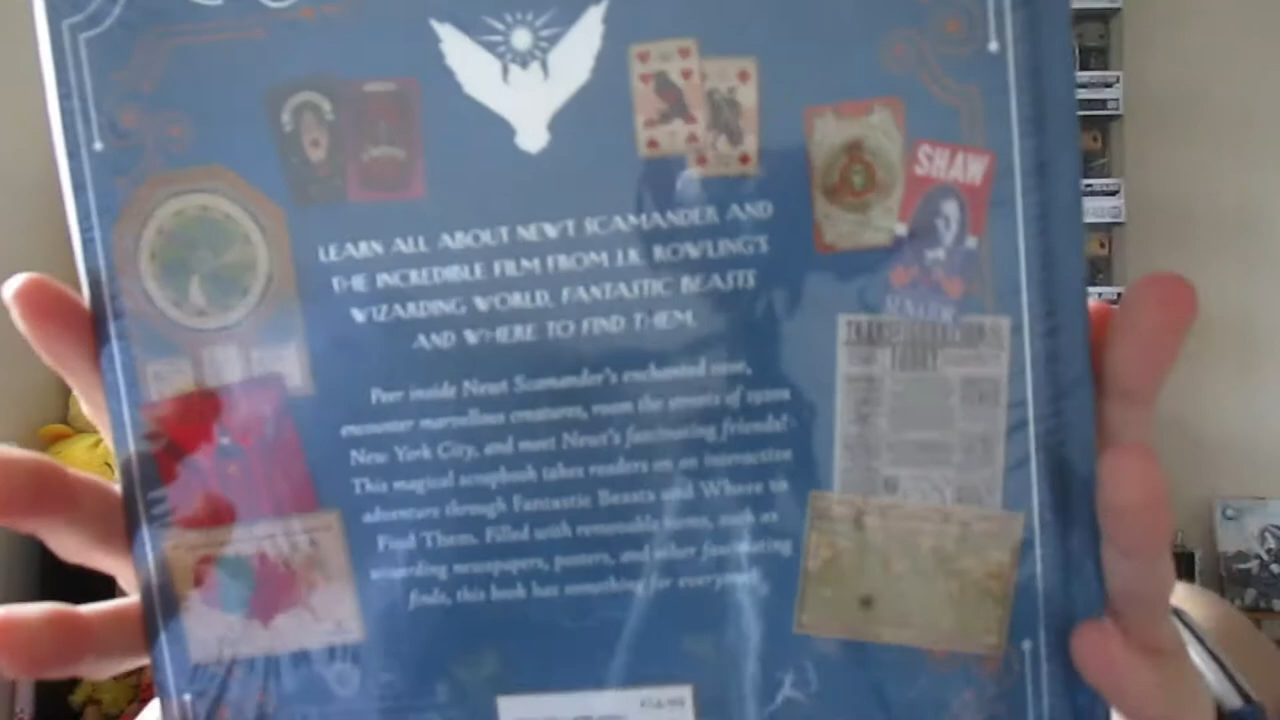 SHAW
LEARN ALL ABOUT NEWT SCAMANDER AND
THE INCREDIBLE FILM FROM J.K. ROWLING'S
WIZARDING WORLD, FANTASTIC BEASTS
AND WHERE TO FIND THEM.
TRANSFIGURATION
TODAY
Peer inside Newt Scamander's enchanted case,
encounter marvellous creatures, roam the streets of 1920s
New York City, and meet Newt's fascinating friends!
This magical scrapbook takes readers on an interactive
adventure through Fantastic Beasts and Where to
Find Them. Filled with removable items, such as
wizarding newspapers, posters, and other fascinating
finds, this book has something for everyone.